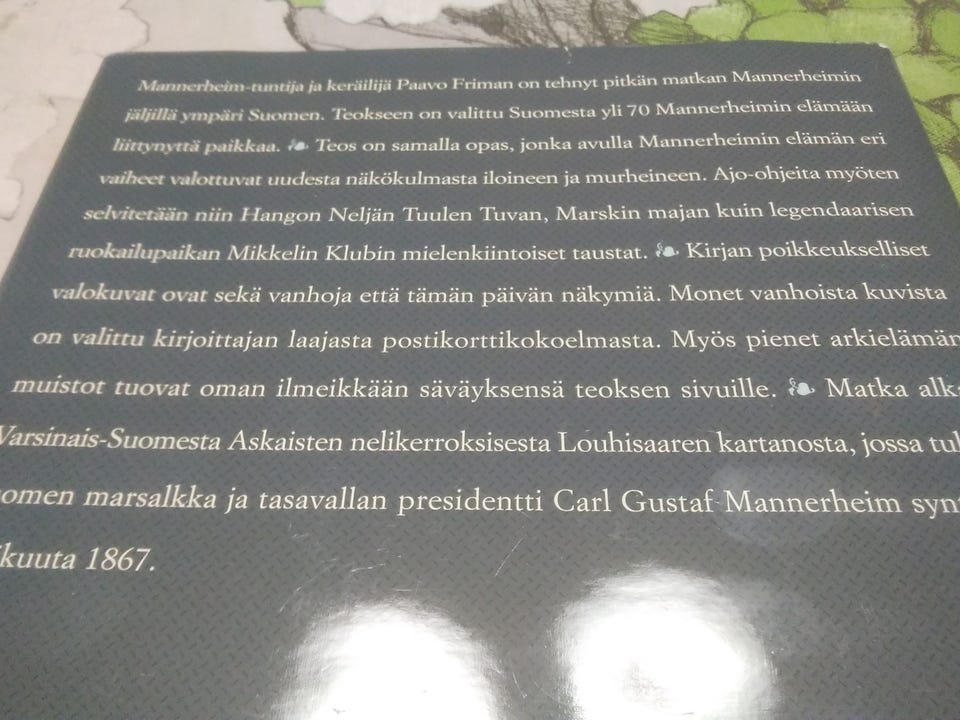 Mannerheim-tuntija ja keräilijä Paavo Friman on tehnyt pitkän matkan Mannerheimin
jäljillä ympäri Suomen. Teokseen on valittu Suomesta yli 70 Mannerheimin elämään
liittynyttä paikkaa. ❧ Teos on samalla opas, jonka avulla Mannerheimin elämän eri
vaiheet valottuvat uudesta näkökulmasta iloineen ja murheineen. Ajo-ohjeita myöten
selvitetään niin Hangon Neljän Tuulen Tuvan, Marskin majan kuin legendaarisen
ruokailupaikan Mikkelin Klubin mielenkiintoiset taustat. ❧ Kirjan poikkeukselliset
valokuvat ovat sekä vanhoja että tämän päivän näkymiä. Monet vanhoista kuvista
on valittu kirjoittajan laajasta postikorttikokoelmasta. Myös pienet arkielämän
muistot tuovat oman ilmeikkään säväyksensä teoksen sivuille. ❧ Matka
Varsinais-Suomesta Askaisten nelikerroksisesta Louhisaaren kartanosta, jossa
marsalkka ja tasavallan presidentti Carl Gustaf Mannerheim
1867.